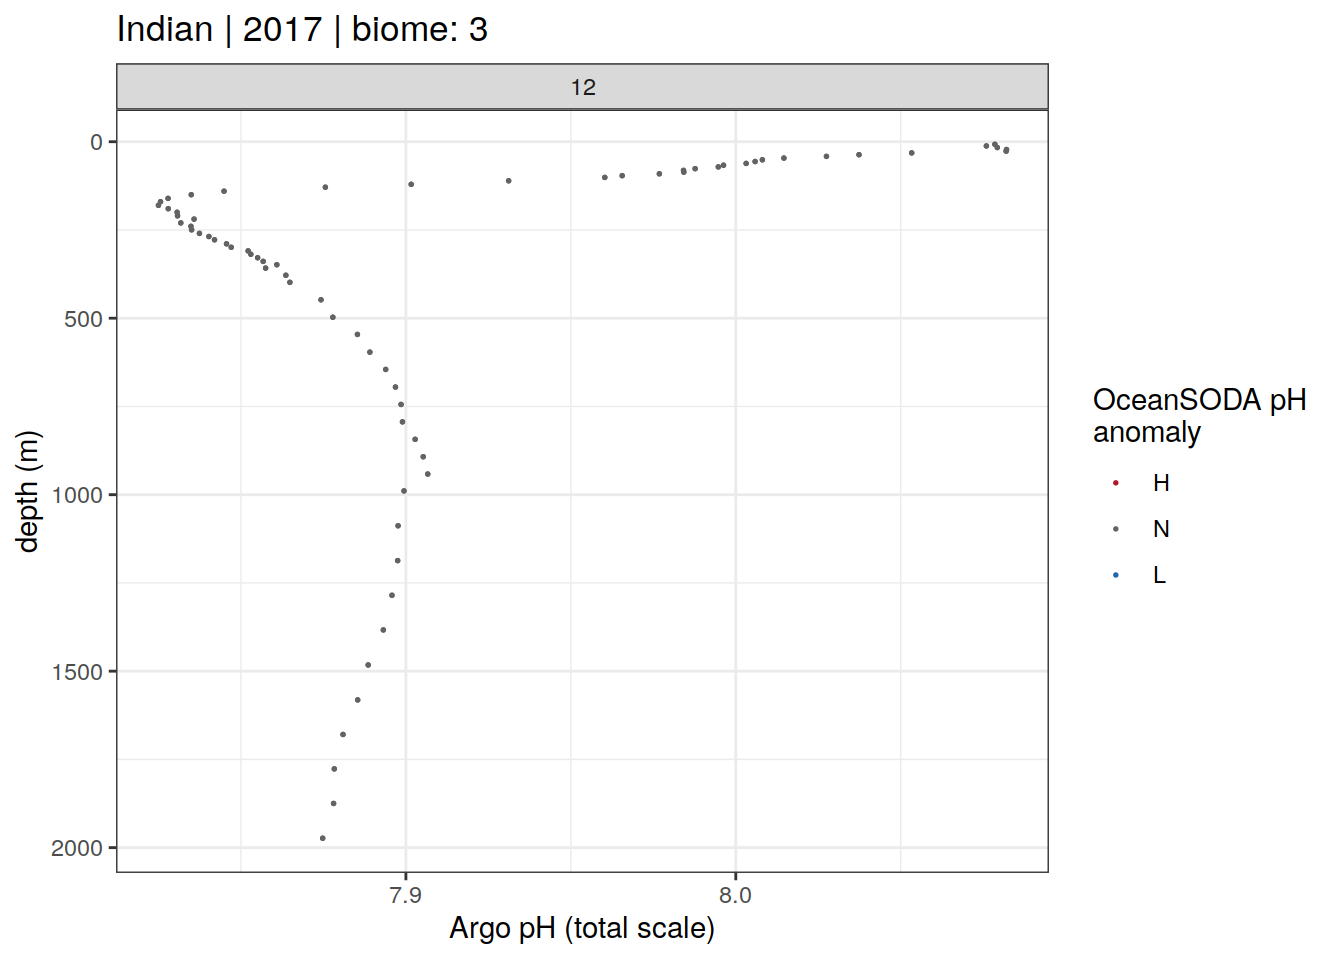 Indian | 2017 | biome: 3
12
0
500
1000
1500
2000
depth (m)
7.9
8.0
Argo pH (total scale)
OceanSODA pH
anomaly
H
N
L